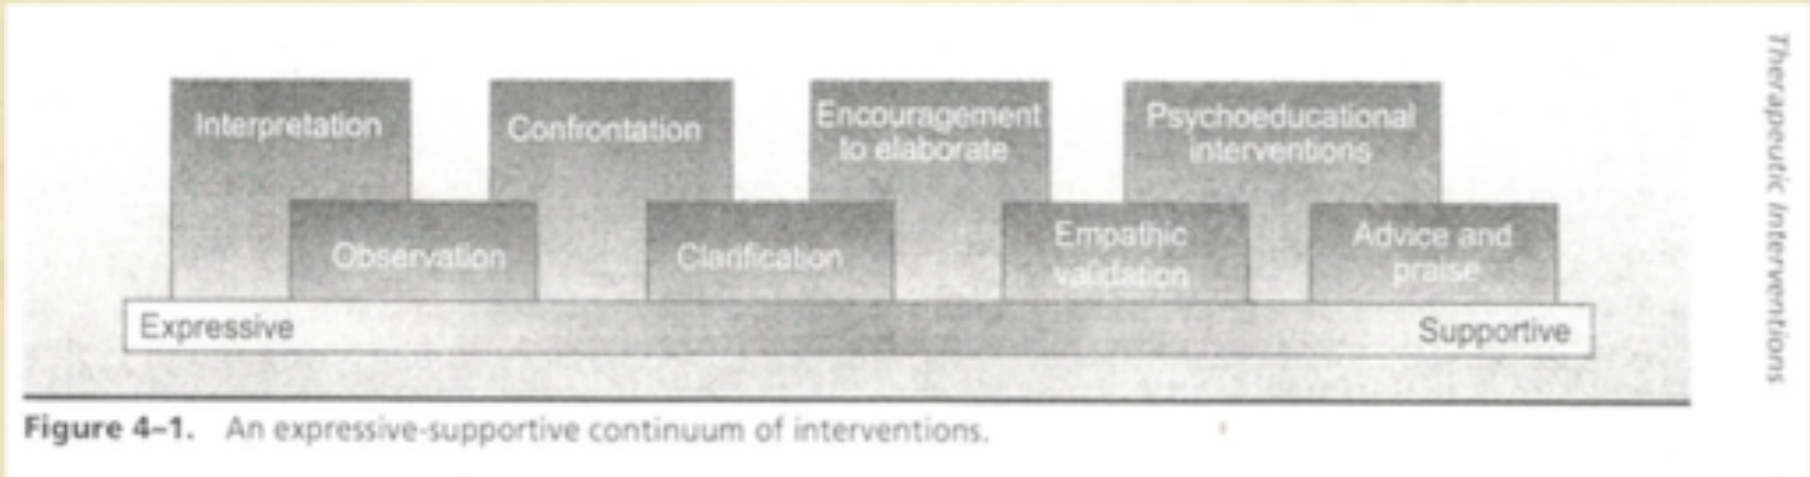 Interpretation
Observation
Confrontation
Clarification
Encouragement
to elaborate
Empathic
validation
Psychoeducational
interventions
Advice and
praise
Expressive
Supportive
Figure 4–1. An expressive-supportive continuum of interventions.
Therapeutic Interventions